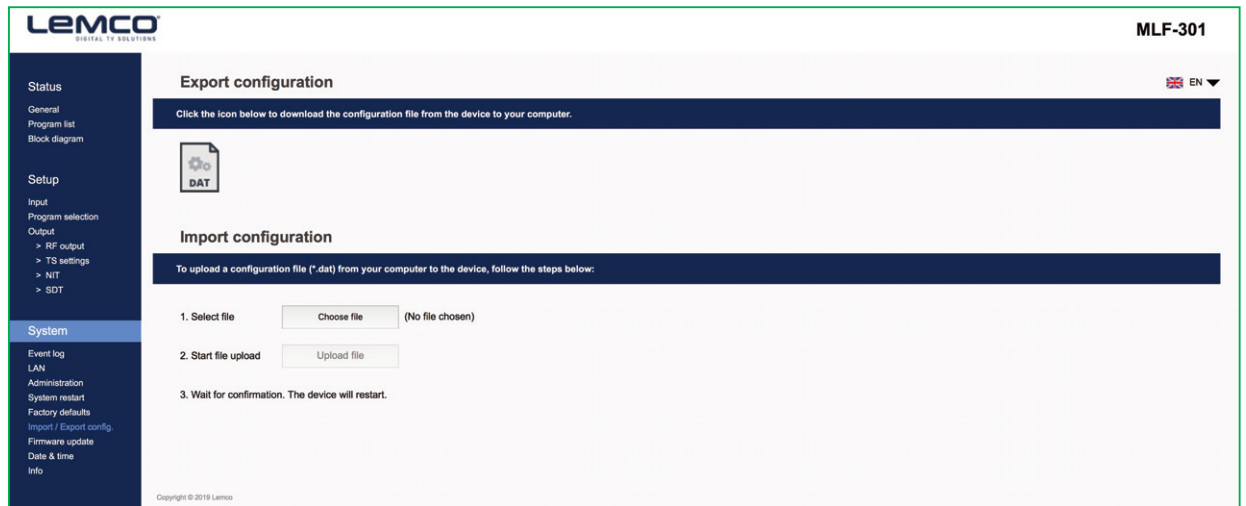 Lemco
DIGITAL TV SOLUTIONS
MLF-301
Status
General
Program list
Block diagram
Setup
Input
Program selection
Output
> RF output
> TS settings
> NIT
> SDT
System
Event log
LAN
Administration
System restart
Factory defaults
Import / Export config.
Firmware update
Date & time
Info
Export configuration
EN
Click the icon below to download the configuration file from the device to your computer.
DAT
Import configuration
To upload a configuration file (*.dat) from your computer to the device, follow the steps below:
1. Select file Choose file (No file chosen)
2. Start file upload Upload file
3. Wait for confirmation. The device will restart.
Copyright © 2019 Lemco